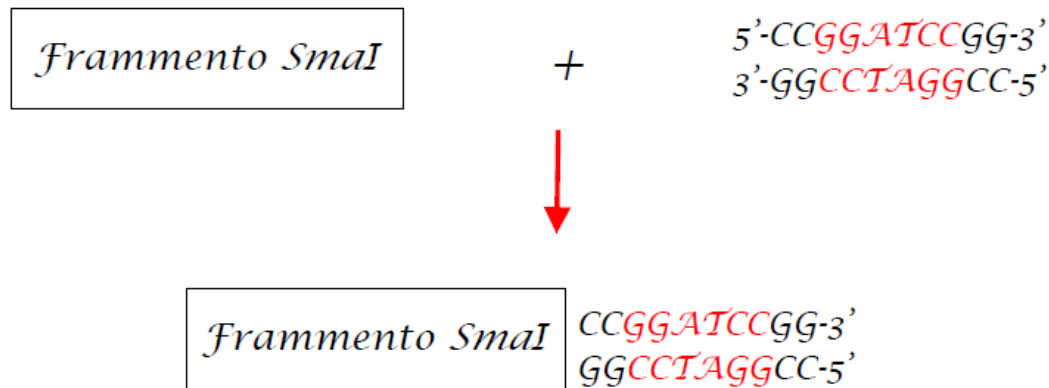 Frammento SmaI
+
5'-CCGGATCCGG-3'
3'-GGCCTAGGCC-5'
Frammento SmaI
CCGGATCCGG-3'
GGCCTAGGCC-5'